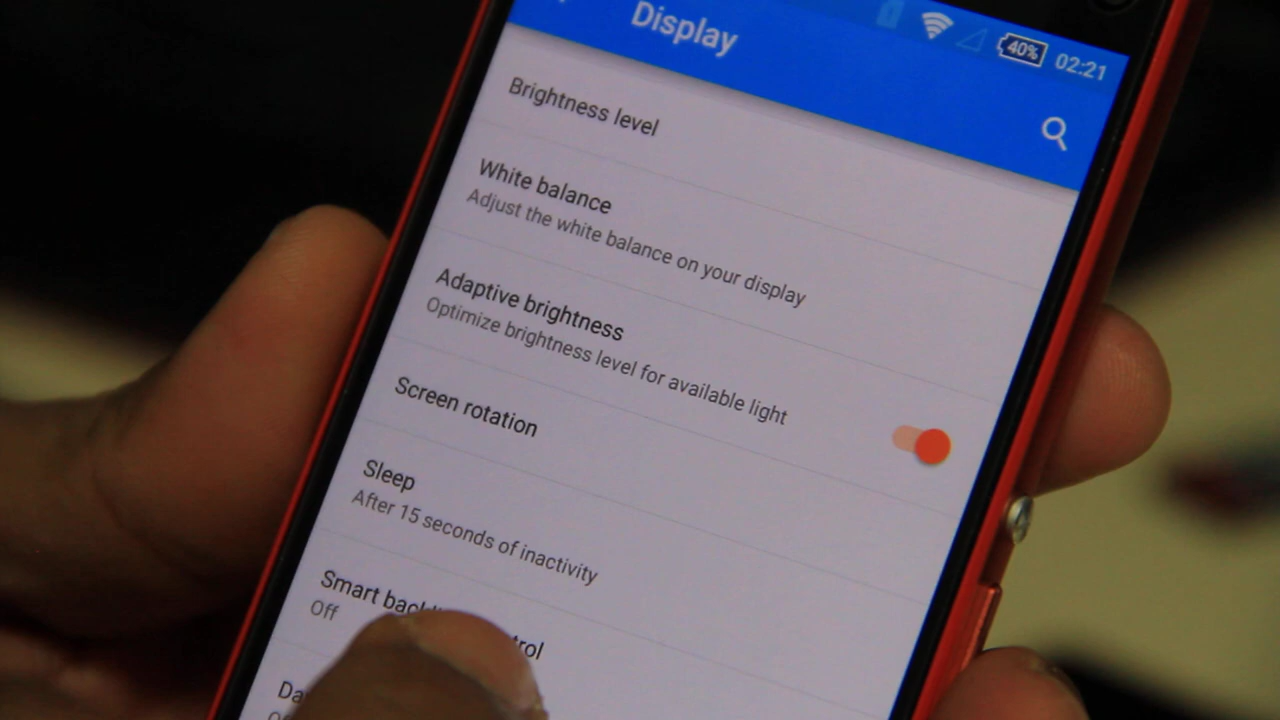 40% 02:21
Display
Brightness level
White balance
Adjust the white balance on your display
Adaptive brightness
Optimize brightness level for available light
Screen rotation
Sleep
After 15 seconds of inactivity
Smart
Off